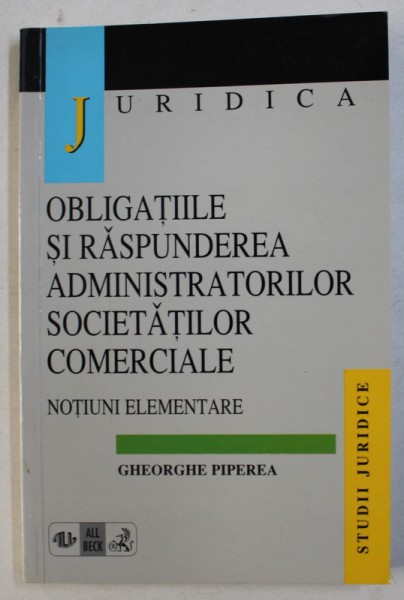 JURIDICA
OBLIGAȚIILE
ȘI RĂSPUNDEREA
ADMINISTRATORILOR
SOCIETĂȚILOR
COMERCIALE
NOȚIUNI ELEMENTARE
GHEORGHE PIPEREA
STUDII JURIDICE
ALL
BECK